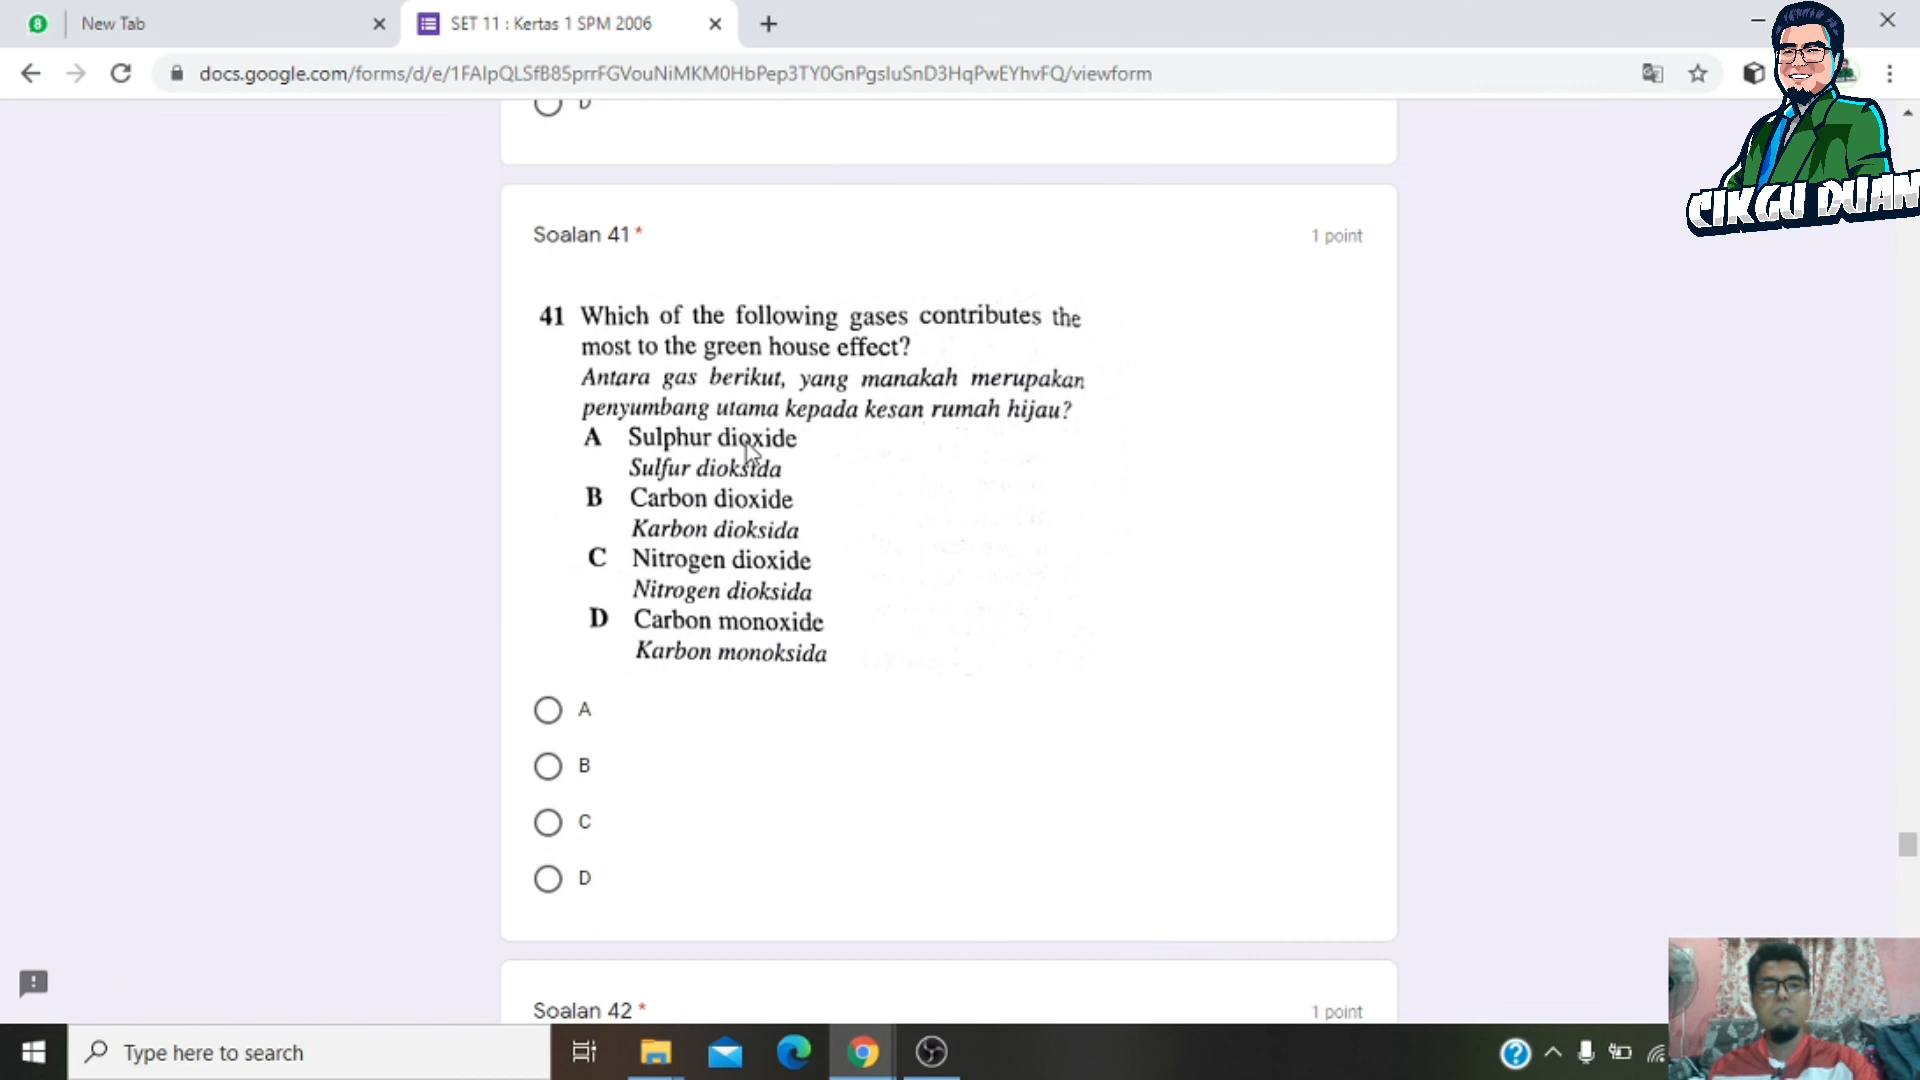 8
New Tab
SET 11 : Kertas 1 SPM 2006
docs.google.com/forms/d/e/1FAIpQLSfB85prrFGVouNiMKM0HbPep3TY0GnPgsIuSnD3HqPwEYhvFQ/viewform
CIKGU DUAN
D
Soalan 41 *
1 point
41 Which of the following gases contributes the
most to the green house effect?
Antara gas berikut, yang manakah merupakan
penyumbang utama kepada kesan rumah hijau?
A Sulphur dioxide
Sulfur dioksida
B Carbon dioxide
Karbon dioksida
C Nitrogen dioxide
Nitrogen dioksida
D Carbon monoxide
Karbon monoksida
A
B
C
D
Soalan 42 *
1 point
Type here to search